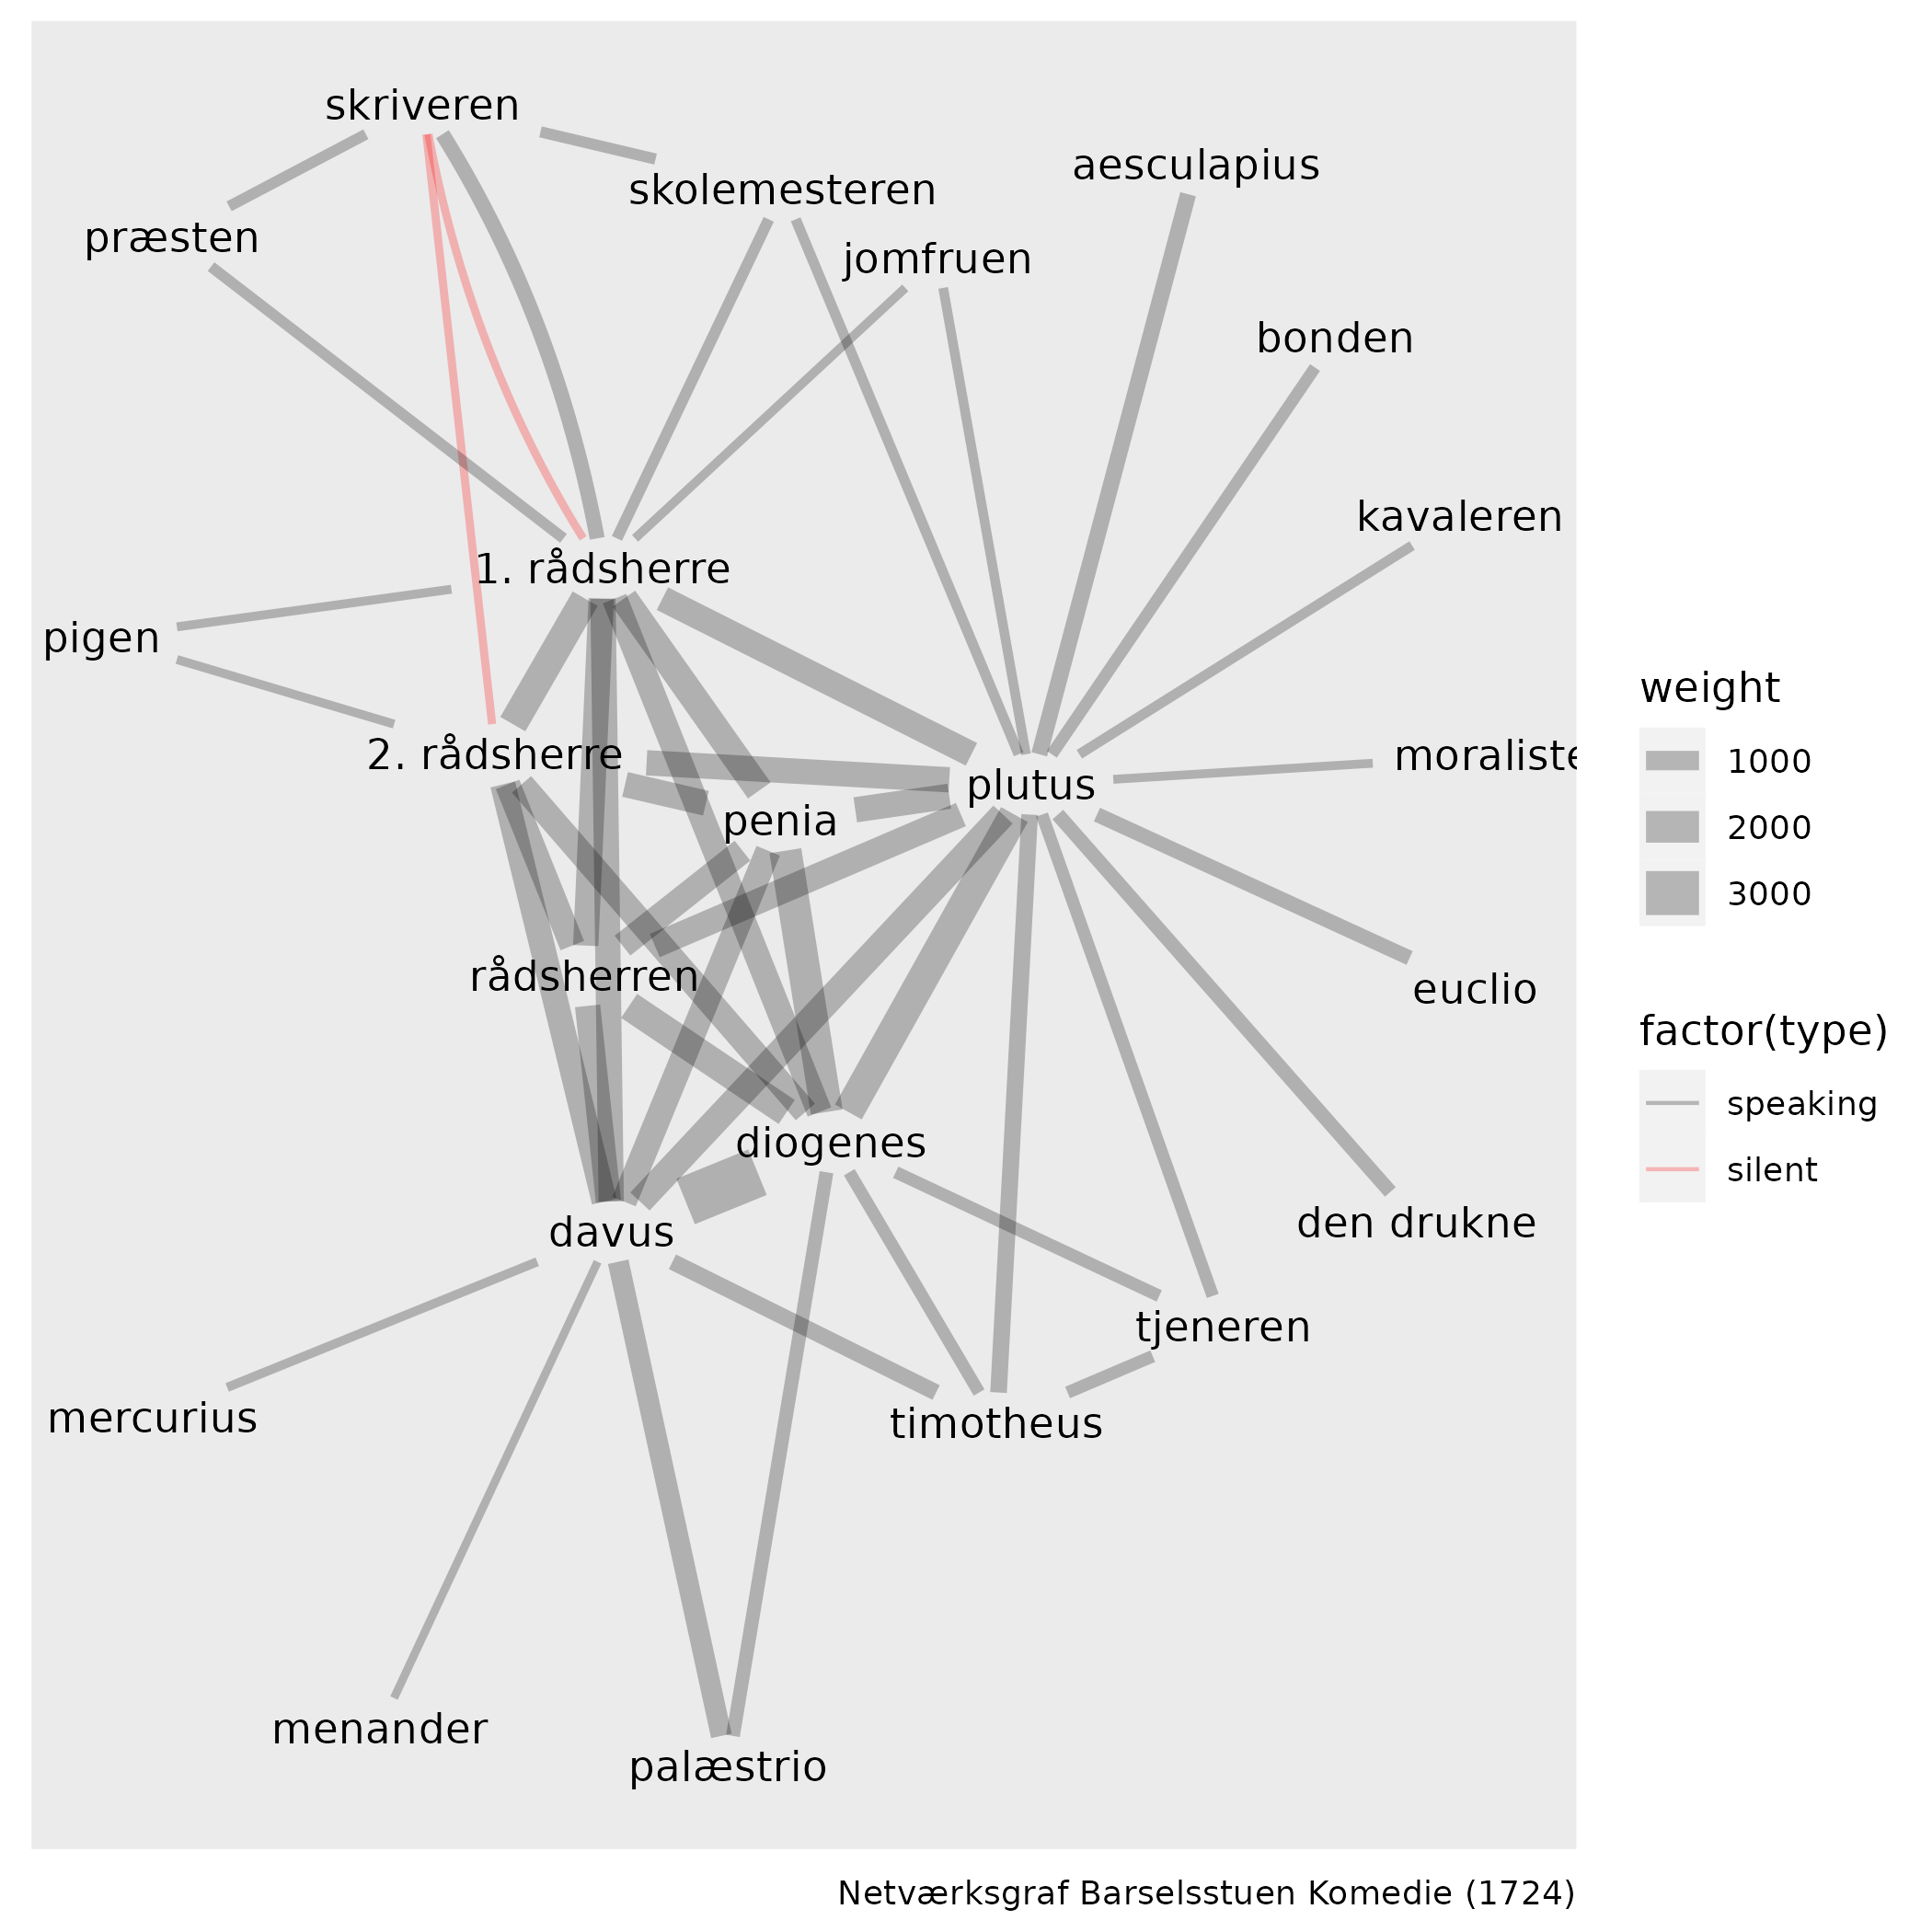 skriveren
aesculapius
skolemesteren
præsten
jomfruen
bonden
kavaleren
1. rådsherre
pigen
2. rådsherre
moraliste
plutus
penia
rådsherren
euclio
diogenes
den drukne
davus
tjeneren
mercurius
timotheus
menander
palæstrio
weight
1000
2000
3000
factor(type)
speaking
silent
Netværksgraf Barselsstuen Komedie (1724)